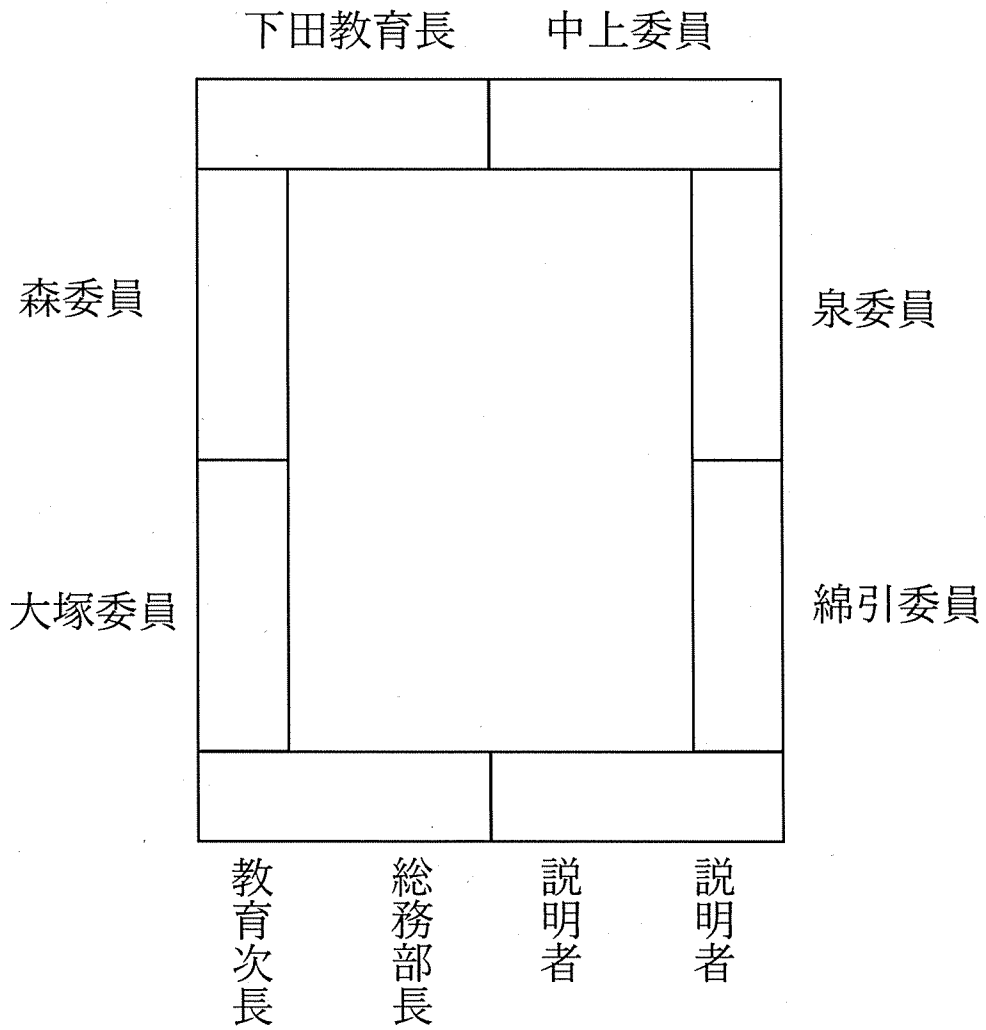 下田教育長　中上委員
森委員
泉委員
大塚委員
綿引委員
教育次長
総務部長
説明者
説明者